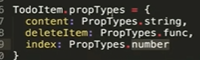 TodoItem.propTypes = {
content: PropTypes.string,
deleteItem: PropTypes.func,
index: PropTypes.number
}